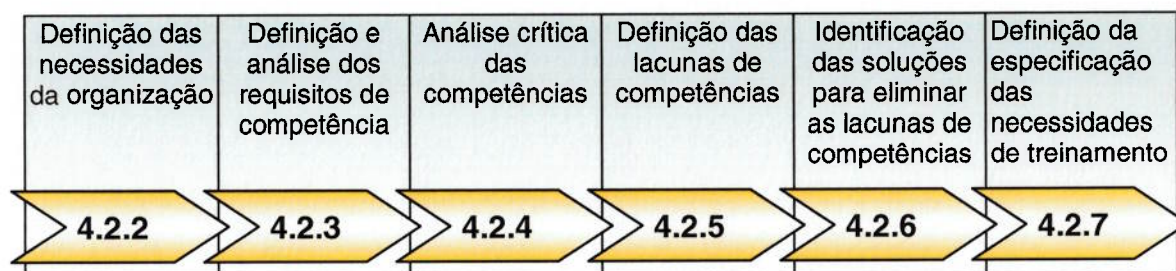 Definição das
necessidades
da organização
Definição e
análise dos
requisitos de
competência
Análise crítica
das
competências
Definição das
lacunas de
competências
Identificação
das soluções
para eliminar
as lacunas de
competências
Definição da
especificação
das
necessidades
de treinamento
4.2.2
4.2.3
4.2.4
4.2.5
4.2.6
4.2.7